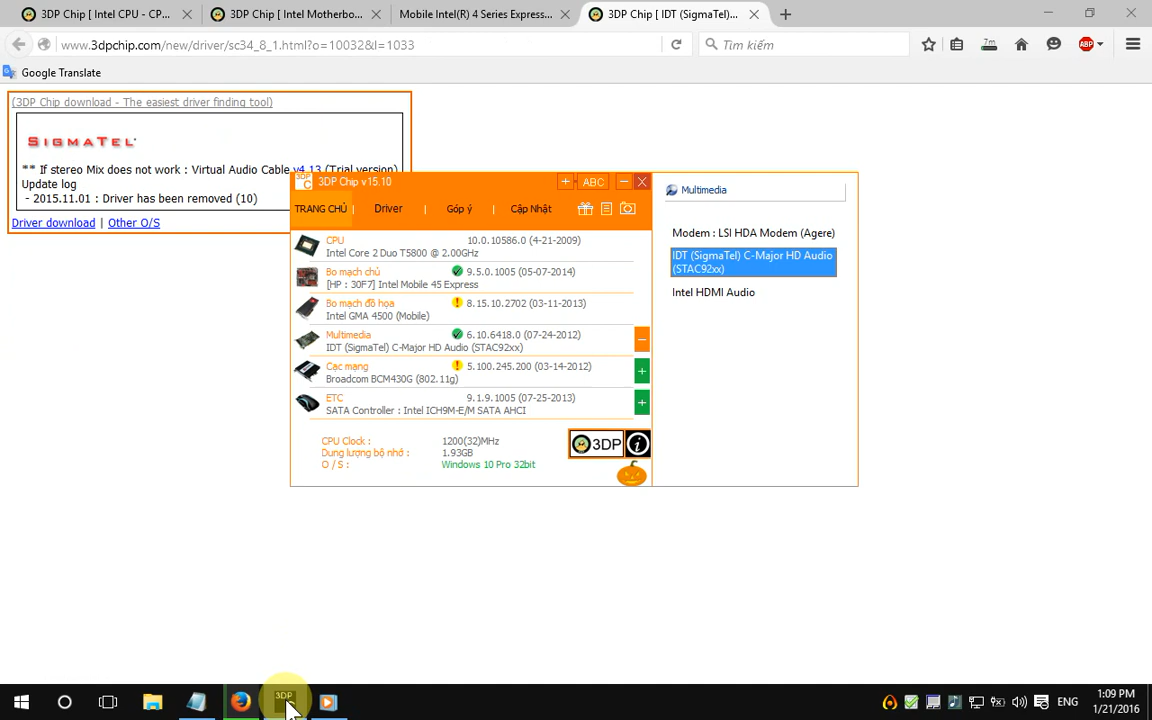 3DP Chip [ Intel CPU - CP...
3DP Chip [ Intel Motherbo...
Mobile Intel(R) 4 Series Express...
3DP Chip [ IDT (SigmaTel)...
www.3dpchip.com/new/driver/sc34_8_1.html?o=10032&l=1033
Tìm kiếm
ABP
Google Translate
(3DP Chip download - The easiest driver finding tool)
SIGMATEL
** If stereo Mix does not work : Virtual Audio Cable v4.13 (Trial version)
Update log
- 2015.11.01 : Driver has been removed (10)
Driver download | Other O/S
3DP Chip v15.10
ABC
TRANG CHỦ
Driver
Góp ý
Cập Nhật
CPU 10.0.10586.0 (4-21-2009)
Intel Core 2 Duo T5800 @ 2.00GHz
Bo mạch chủ 9.5.0.1005 (05-07-2014)
[HP : 30F7] Intel Mobile 45 Express
Bo mạch đồ họa 8.15.10.2702 (03-11-2013)
Intel GMA 4500 (Mobile)
Multimedia 6.10.6418.0 (07-24-2012)
IDT (SigmaTel) C-Major HD Audio (STAC92xx)
Cạc mạng 5.100.245.200 (03-14-2012)
Broadcom BCM430G (802.11g)
ETC 9.1.9.1005 (07-25-2013)
SATA Controller : Intel ICH9M-E/M SATA AHCI
CPU Clock : 1200(32)MHz
Dung lượng bộ nhớ : 1.93GB
O / S : Windows 10 Pro 32bit
3DP
Multimedia
Modem : LSI HDA Modem (Agere)
IDT (SigmaTel) C-Major HD Audio
(STAC92xx)
Intel HDMI Audio
3DP
ENG
1:09 PM
1/21/2016